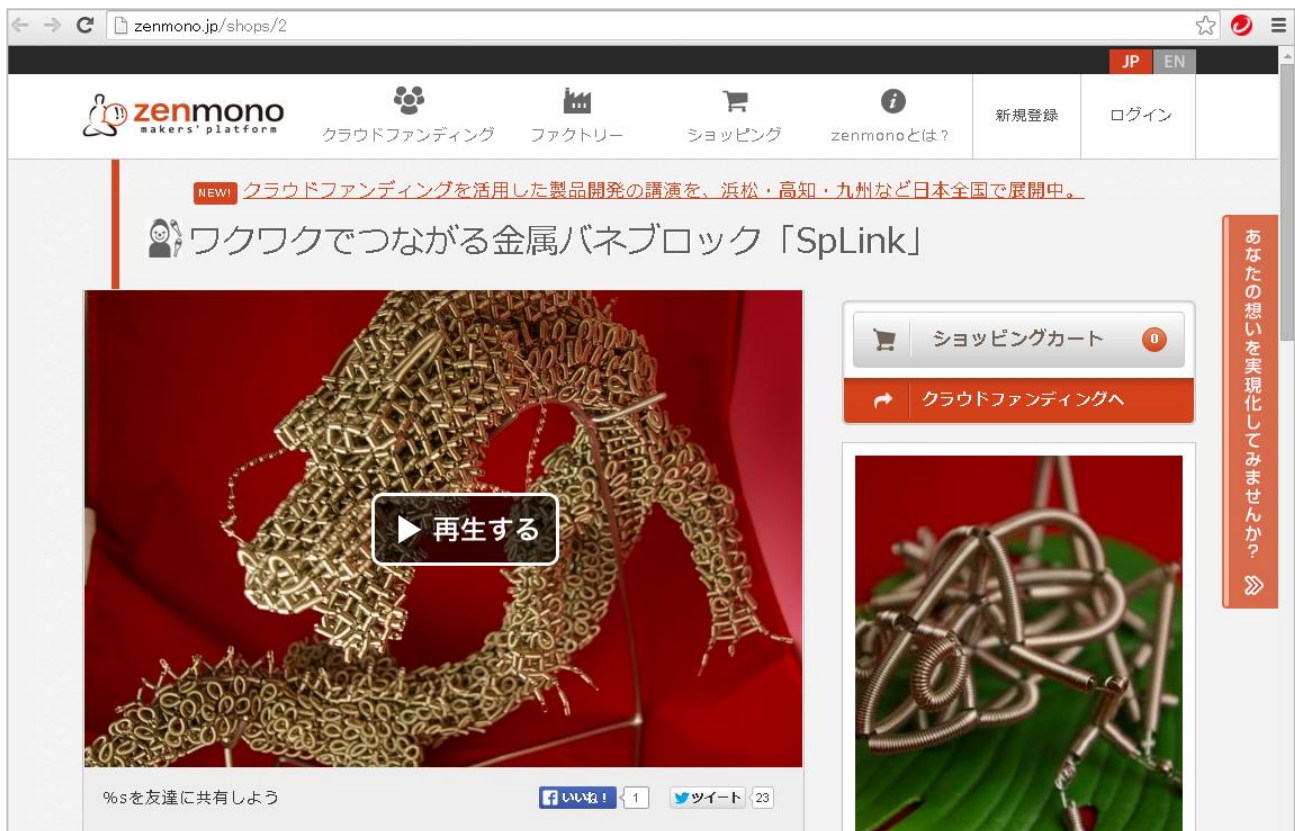 zenmono.jp/shops/2
JP EN
zenmono
makers' platform
クラウドファンディング
ファクトリー
ショッピング
zenmonoとは？
新規登録
ログイン
NEW! クラウドファンディングを活用した製品開発の講演を、浜松・高知・九州など日本全国で展開中。
ワクワクでつながる金属バネブロック「SpLink」
ショッピングカート 0
クラウドファンディングへ
▶ 再生する
あなたの想いを実現化してみませんか？
%sを友達に共有しよう
いいね！ 1
ツイート 23